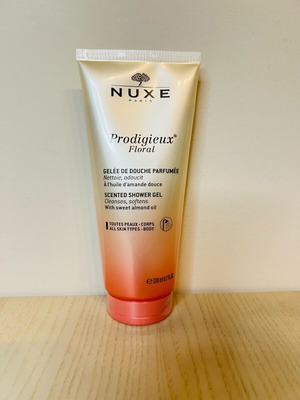 NUXE
PARIS
Prodigieux®
Floral
GELÉE DE DOUCHE PARFUMÉE
Nettoie, adoucit
À l'huile d'amande douce
SCENTED SHOWER GEL
Cleanses, softens
With sweet almond oil
TOUTES PEAUX - CORPS
ALL SKIN TYPES - BODY